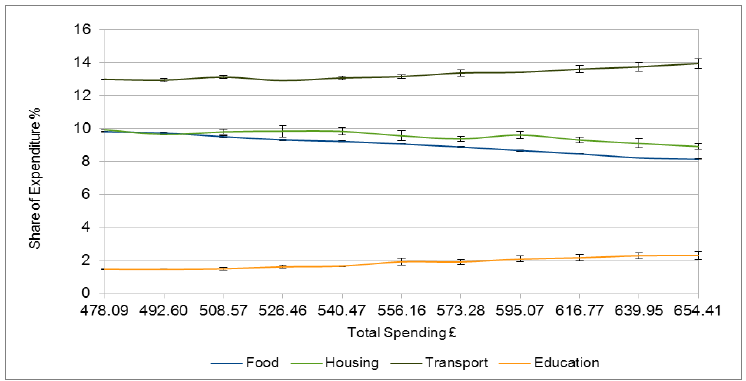 16
14
12
10
8
6
4
2
0
Share of Expenditure %
478.09 492.60 508.57 526.46 540.47 556.16 573.28 595.07 616.77 639.95 654.41
Total Spending £
Food Housing Transport Education